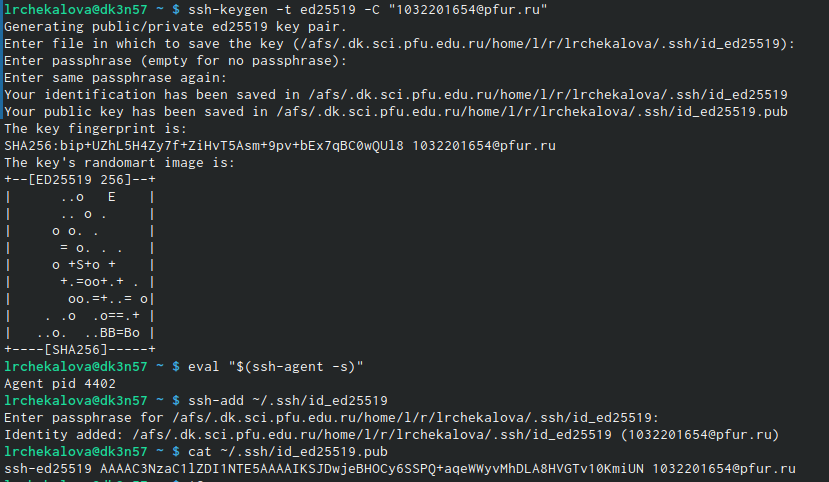 lrchekalova@dk3n57 ~ $ ssh-keygen -t ed25519 -C "1032201654@pfur.ru"
Generating public/private ed25519 key pair.
Enter file in which to save the key (/afs/.dk.sci.pfu.edu.ru/home/l/r/lrchekalova/.ssh/id_ed25519):
Enter passphrase (empty for no passphrase):
Enter same passphrase again:
Your identification has been saved in /afs/.dk.sci.pfu.edu.ru/home/l/r/lrchekalova/.ssh/id_ed25519
Your public key has been saved in /afs/.dk.sci.pfu.edu.ru/home/l/r/lrchekalova/.ssh/id_ed25519.pub
The key fingerprint is:
SHA256:bip+UZhL5H4Zy7f+ZiHvT5Asm+9pv+bEx7qBC0wQUl8 1032201654@pfur.ru
The key's randomart image is:
+--[ED25519 256]--+
|      ..o   E    |
|      .. o .     |
|     o o. .      |
|      = o. . .   |
|     o +S+o +    |
|      +.=oo+.+ . |
|       oo.=+..= o|
|    . .o  .o==.+ |
|   ..o.  ..BB=Bo |
+----[SHA256]-----+
lrchekalova@dk3n57 ~ $ eval "$(ssh-agent -s)"
Agent pid 4402
lrchekalova@dk3n57 ~ $ ssh-add ~/.ssh/id_ed25519
Enter passphrase for /afs/.dk.sci.pfu.edu.ru/home/l/r/lrchekalova/.ssh/id_ed25519:
Identity added: /afs/.dk.sci.pfu.edu.ru/home/l/r/lrchekalova/.ssh/id_ed25519 (1032201654@pfur.ru)
lrchekalova@dk3n57 ~ $ cat ~/.ssh/id_ed25519.pub
ssh-ed25519 AAAAC3NzaC1lZDI1NTE5AAAAIKSJDwjeBHOCy6SSPQ+aqeWWyvMhDLA8HVGTv10KmiUN 1032201654@pfur.ru